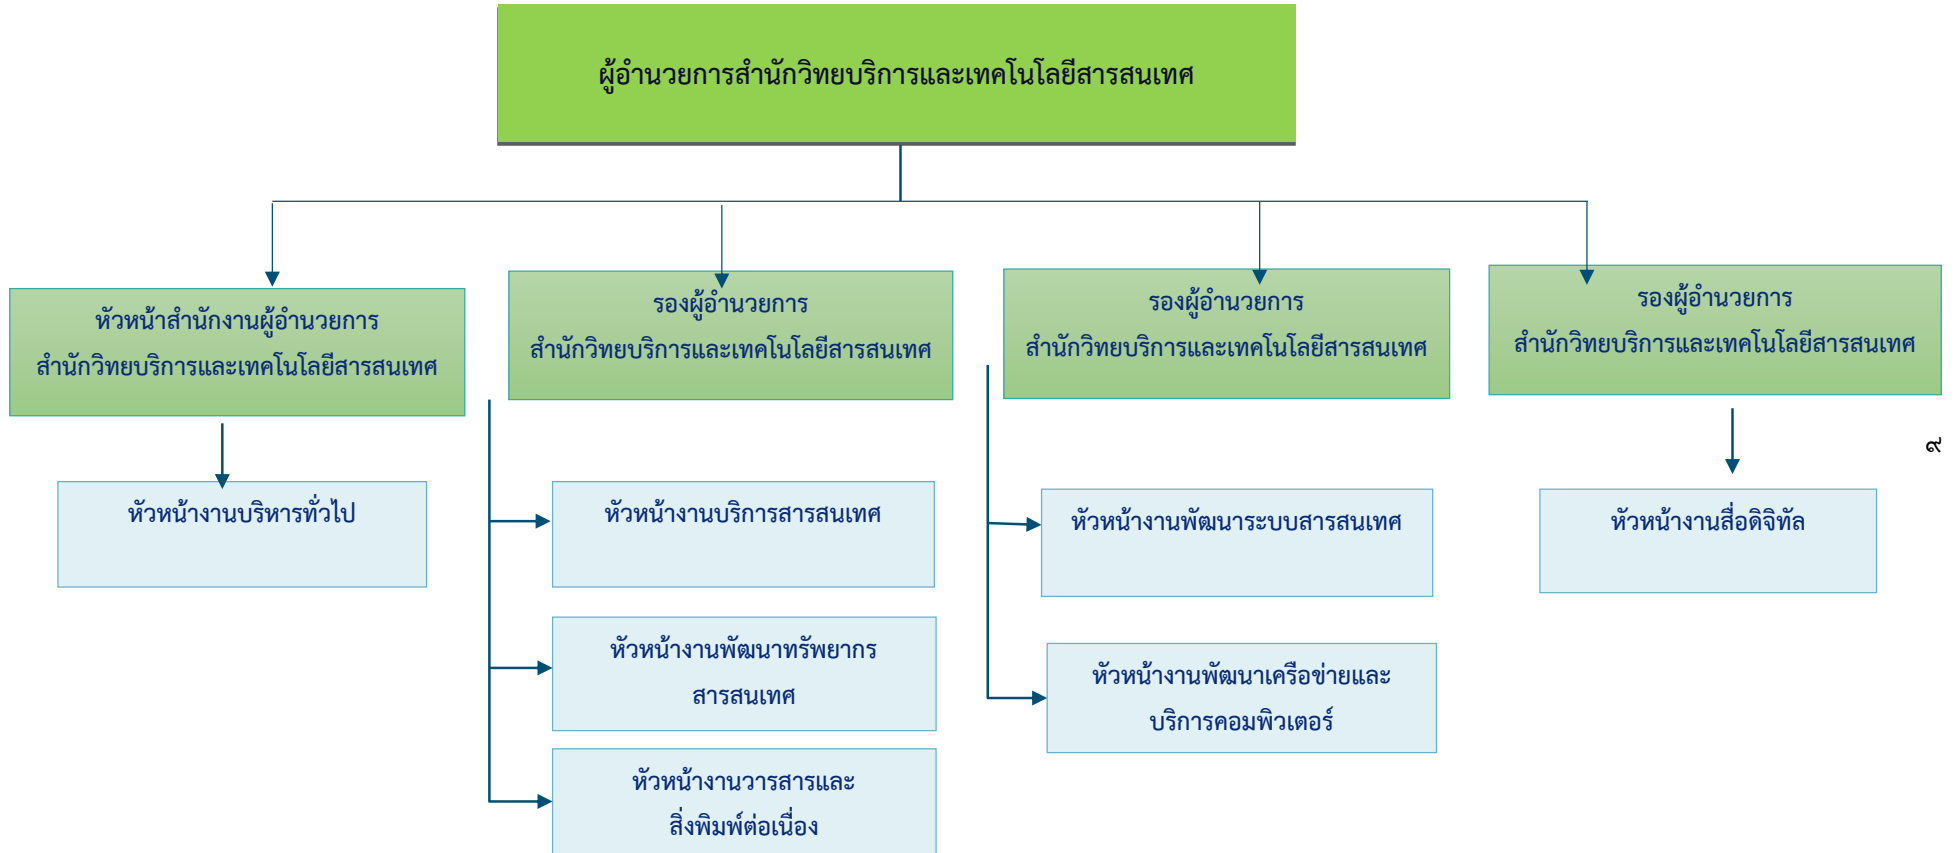 ผู้อำนวยการสำนักวิทยบริการและเทคโนโลยีสารสนเทศ
หัวหน้าสำนักงานผู้อำนวยการ
สำนักวิทยบริการและเทคโนโลยีสารสนเทศ
รองผู้อำนวยการ
สำนักวิทยบริการและเทคโนโลยีสารสนเทศ
รองผู้อำนวยการ
สำนักวิทยบริการและเทคโนโลยีสารสนเทศ
รองผู้อำนวยการ
สำนักวิทยบริการและเทคโนโลยีสารสนเทศ
๙
หัวหน้างานบริหารทั่วไป
หัวหน้างานบริการสารสนเทศ
หัวหน้างานพัฒนาทรัพยากร
สารสนเทศ
หัวหน้างานวารสารและ
สิ่งพิมพ์ต่อเนื่อง
หัวหน้างานพัฒนาระบบสารสนเทศ
หัวหน้างานพัฒนาเครือข่ายและ
บริการคอมพิวเตอร์
หัวหน้างานสื่อดิจิทัล